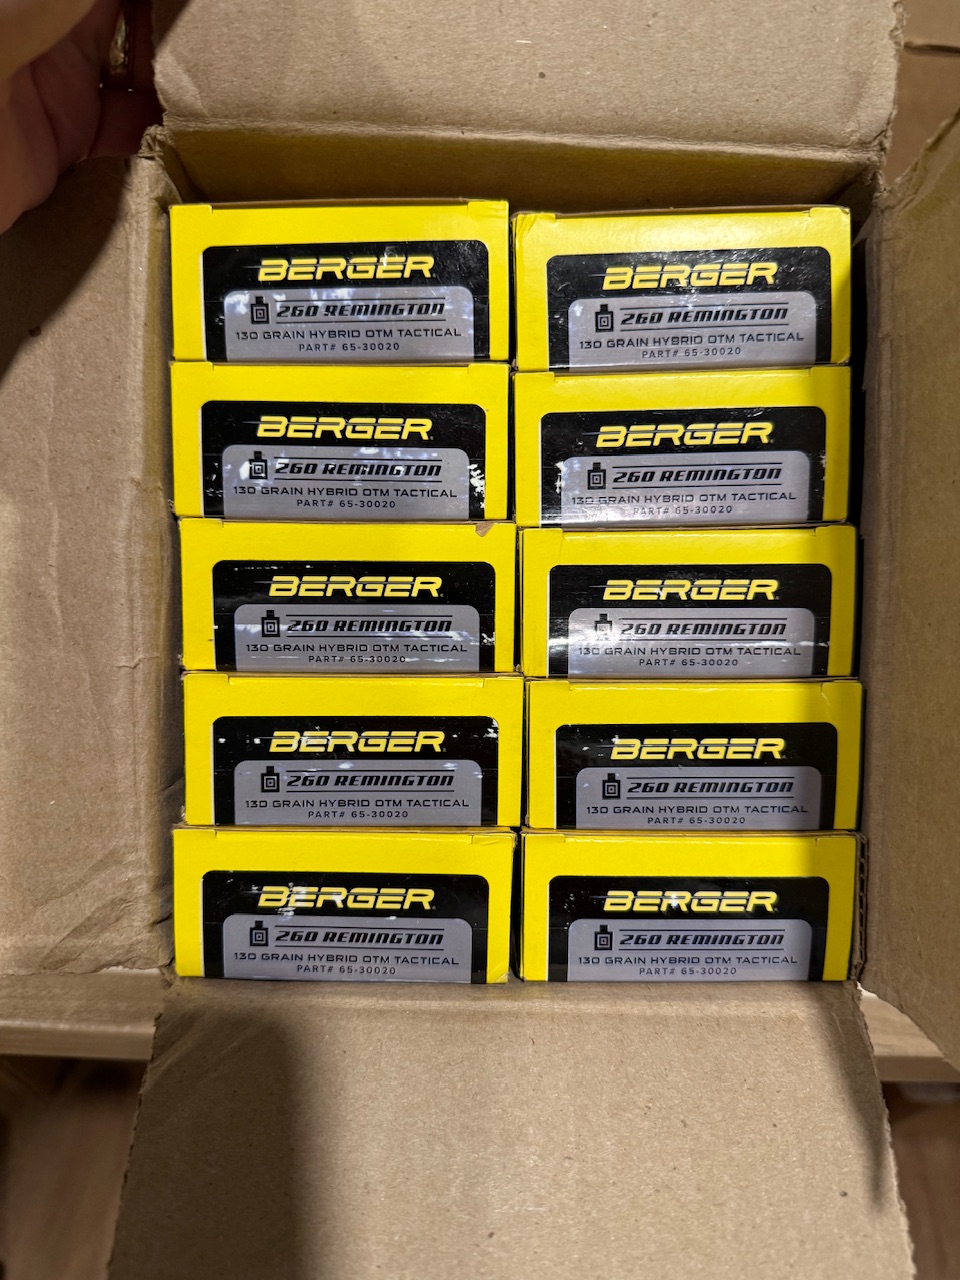 BERGER
260 REMINGTON
130 GRAIN HYBRID OTM TACTICAL
PART# 65-30020
BERGER
260 REMINGTON
130 GRAIN HYBRID OTM TACTICAL
PART# 65-30020
BERGER
260 REMINGTON
130 GRAIN HYBRID OTM TACTICAL
PART# 65-30020
BERGER
260 REMINGTON
130 GRAIN HYBRID OTM TACTICAL
PART# 65-30020
BERGER
260 REMINGTON
130 GRAIN HYBRID OTM TACTICAL
PART# 65-30020
BERGER
260 REMINGTON
130 GRAIN HYBRID OTM TACTICAL
PART# 65-30020
BERGER
260 REMINGTON
130 GRAIN HYBRID OTM TACTICAL
PART# 65-30020
BERGER
260 REMINGTON
130 GRAIN HYBRID OTM TACTICAL
PART# 65-30020
BERGER
260 REMINGTON
130 GRAIN HYBRID OTM TACTICAL
PART# 65-30020
BERGER
260 REMINGTON
130 GRAIN HYBRID OTM TACTICAL
PART# 65-30020